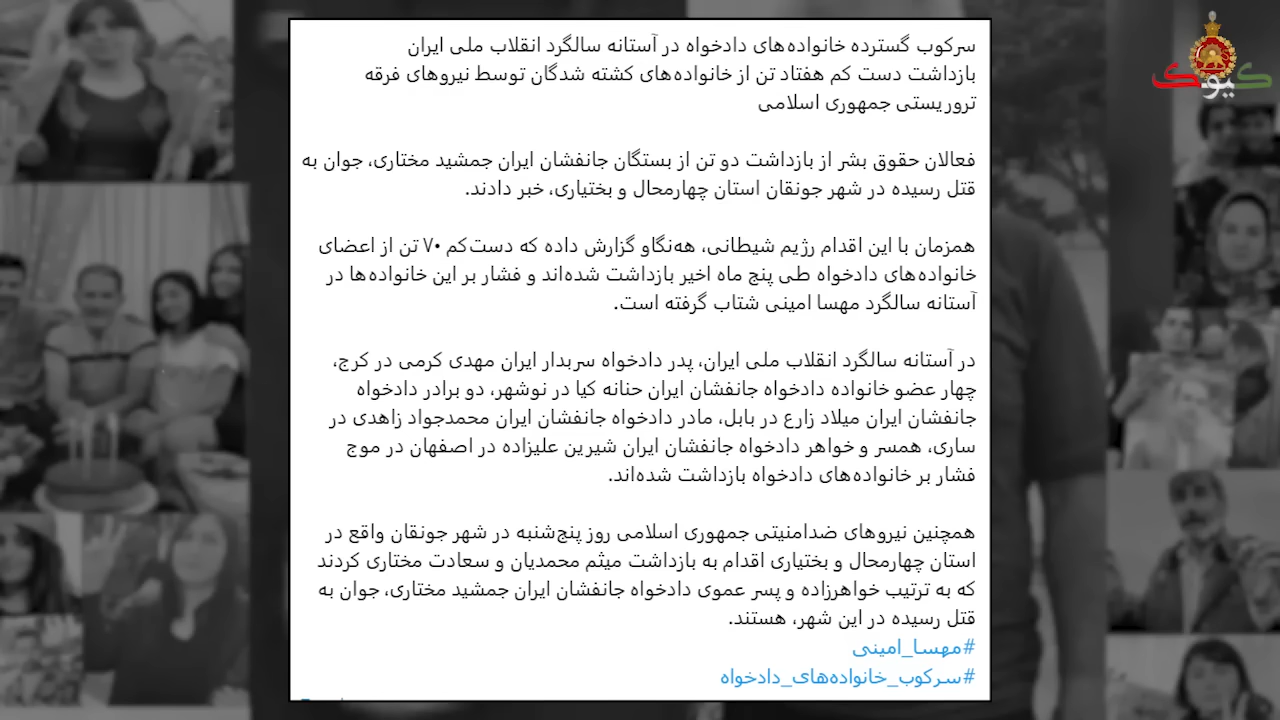 سرکوب گسترده خانواده‌های دادخواه در آستانه سالگرد انقلاب ملی ایران
بازداشت دست کم هفتاد تن از خانواده‌های کشته شدگان توسط نیروهای فرقه
تروریستی جمهوری اسلامی
فعالان حقوق بشر از بازداشت دو تن از بستگان جانفشان ایران جمشید مختاری، جوان به
قتل رسیده در شهر جونقان استان چهارمحال و بختیاری، خبر دادند.
همزمان با این اقدام رژیم شیطانی، هه‌نگاو گزارش داده که دست‌کم ۷۰ تن از اعضای
خانواده‌های دادخواه طی پنج ماه اخیر بازداشت شده‌اند و فشار بر این خانواده‌ها در
آستانه سالگرد مهسا امینی شتاب گرفته است.
در آستانه سالگرد انقلاب ملی ایران، پدر دادخواه سربدار ایران مهدی کرمی در کرج،
چهار عضو خانواده دادخواه جانفشان ایران حنانه کیا در نوشهر، دو برادر دادخواه
جانفشان ایران میلاد زارع در بابل، مادر دادخواه جانفشان ایران محمدجواد زاهدی در
ساری، همسر و خواهر دادخواه جانفشان ایران شیرین علیزاده در اصفهان در موج
فشار بر خانواده‌های دادخواه بازداشت شده‌اند.
همچنین نیروهای ضدامنیتی جمهوری اسلامی روز پنج‌شنبه در شهر جونقان واقع در
استان چهارمحال و بختیاری اقدام به بازداشت میثم محمدیان و سعادت مختاری کردند
که به ترتیب خواهرزاده و پسر عموی دادخواه جانفشان ایران جمشید مختاری، جوان به
قتل رسیده در این شهر، هستند.
#مهسا_امینی
#سرکوب_خانواده‌های_دادخواه
کیوک